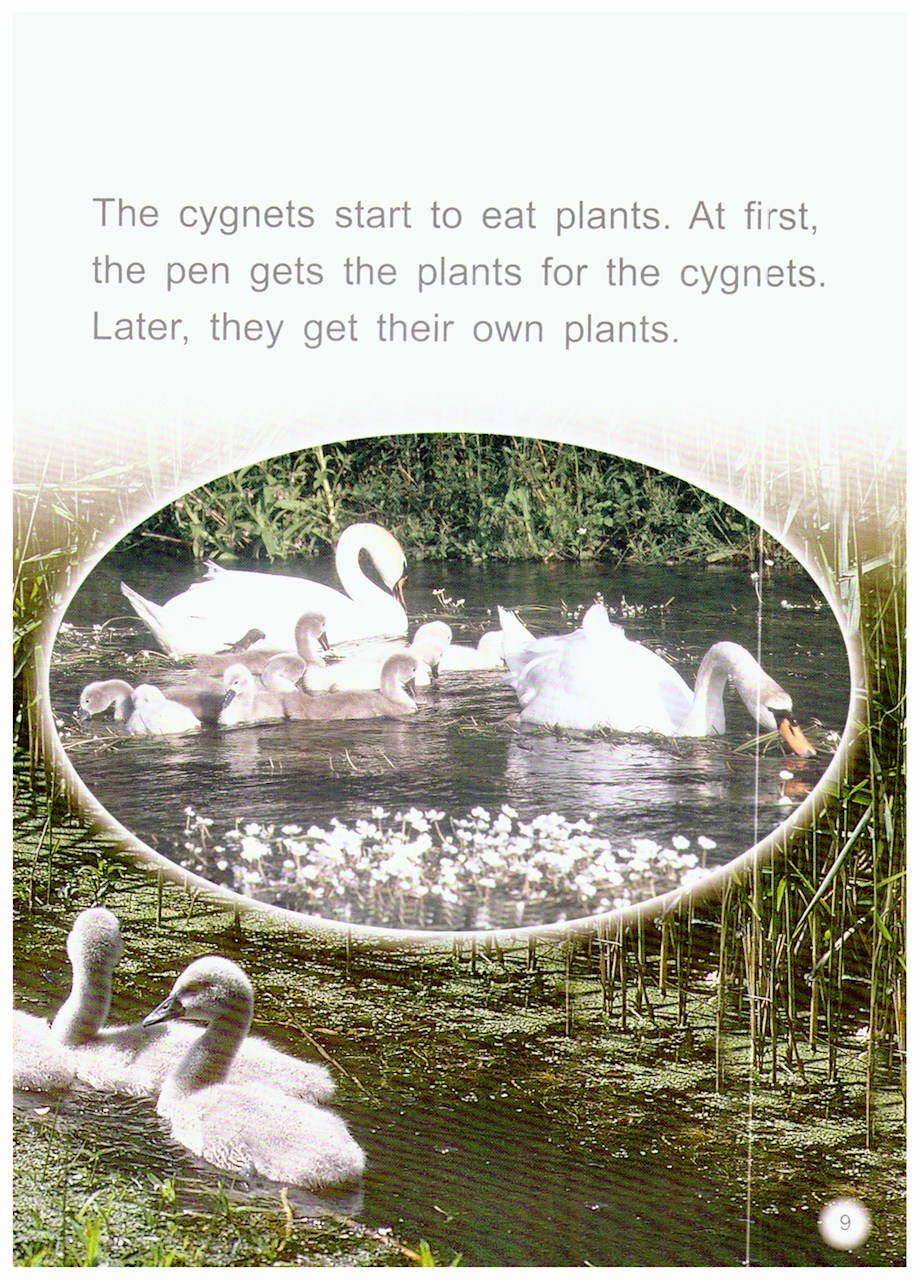 The cygnets start to eat plants. At first,
the pen gets the plants for the cygnets.
Later, they get their own plants.
9